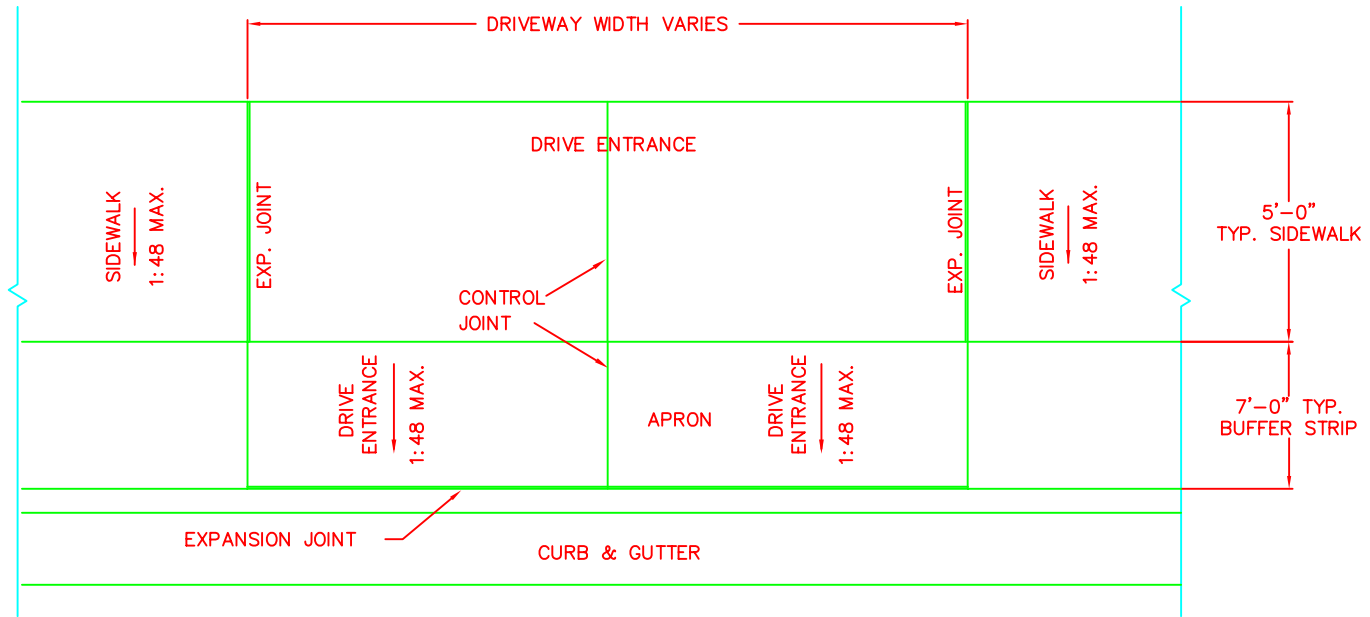 DRIVEWAY WIDTH VARIES
DRIVE ENTRANCE
SIDEWALK
1:48 MAX.
EXP. JOINT
EXP. JOINT
SIDEWALK
1:48 MAX.
5'-0"
TYP. SIDEWALK
CONTROL
JOINT
DRIVE
ENTRANCE
1:48 MAX.
APRON
DRIVE
ENTRANCE
1:48 MAX.
7'-0" TYP.
BUFFER STRIP
EXPANSION JOINT
CURB & GUTTER